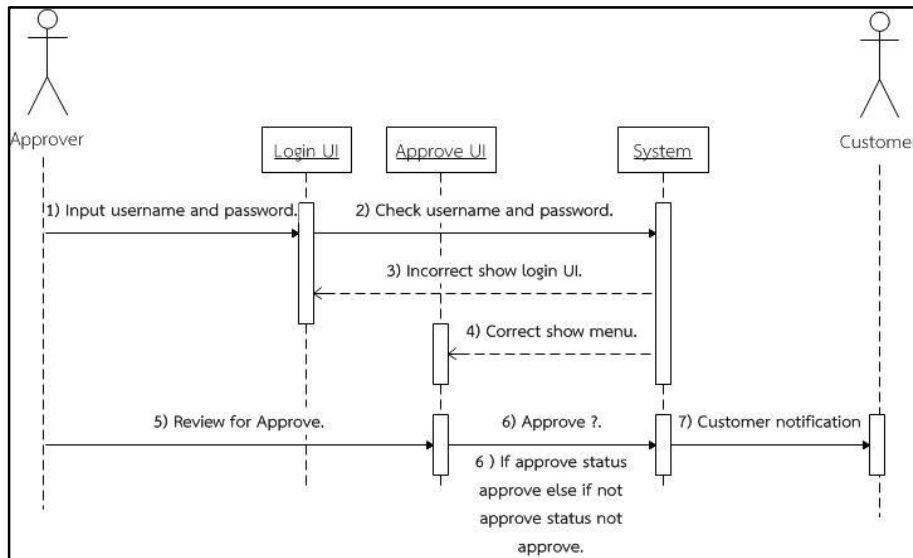 Approver
Login UI
Approve UI
System
Customer
1) Input username and password.
2) Check username and password.
3) Incorrect show login UI.
4) Correct show menu.
5) Review for Approve.
6) Approve ?.
7) Customer notification
6 ) If approve status
approve else if not
approve status not
approve.